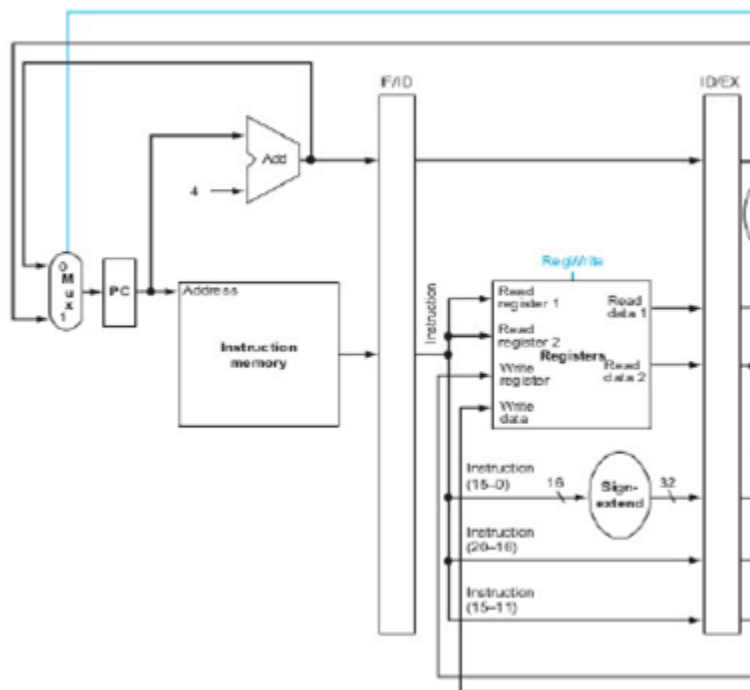 IF/ID
ID/EX
Add
4
RegWrite
0
M
u
x
1
PC
Address
Instruction
memory
Instruction
Read
register 1
Read
register 2
Write
register
Write
data
Registers
Read
data 1
Read
data 2
Instruction
(15–0)
16
Sign-
extend
32
Instruction
(20–16)
Instruction
(15–11)